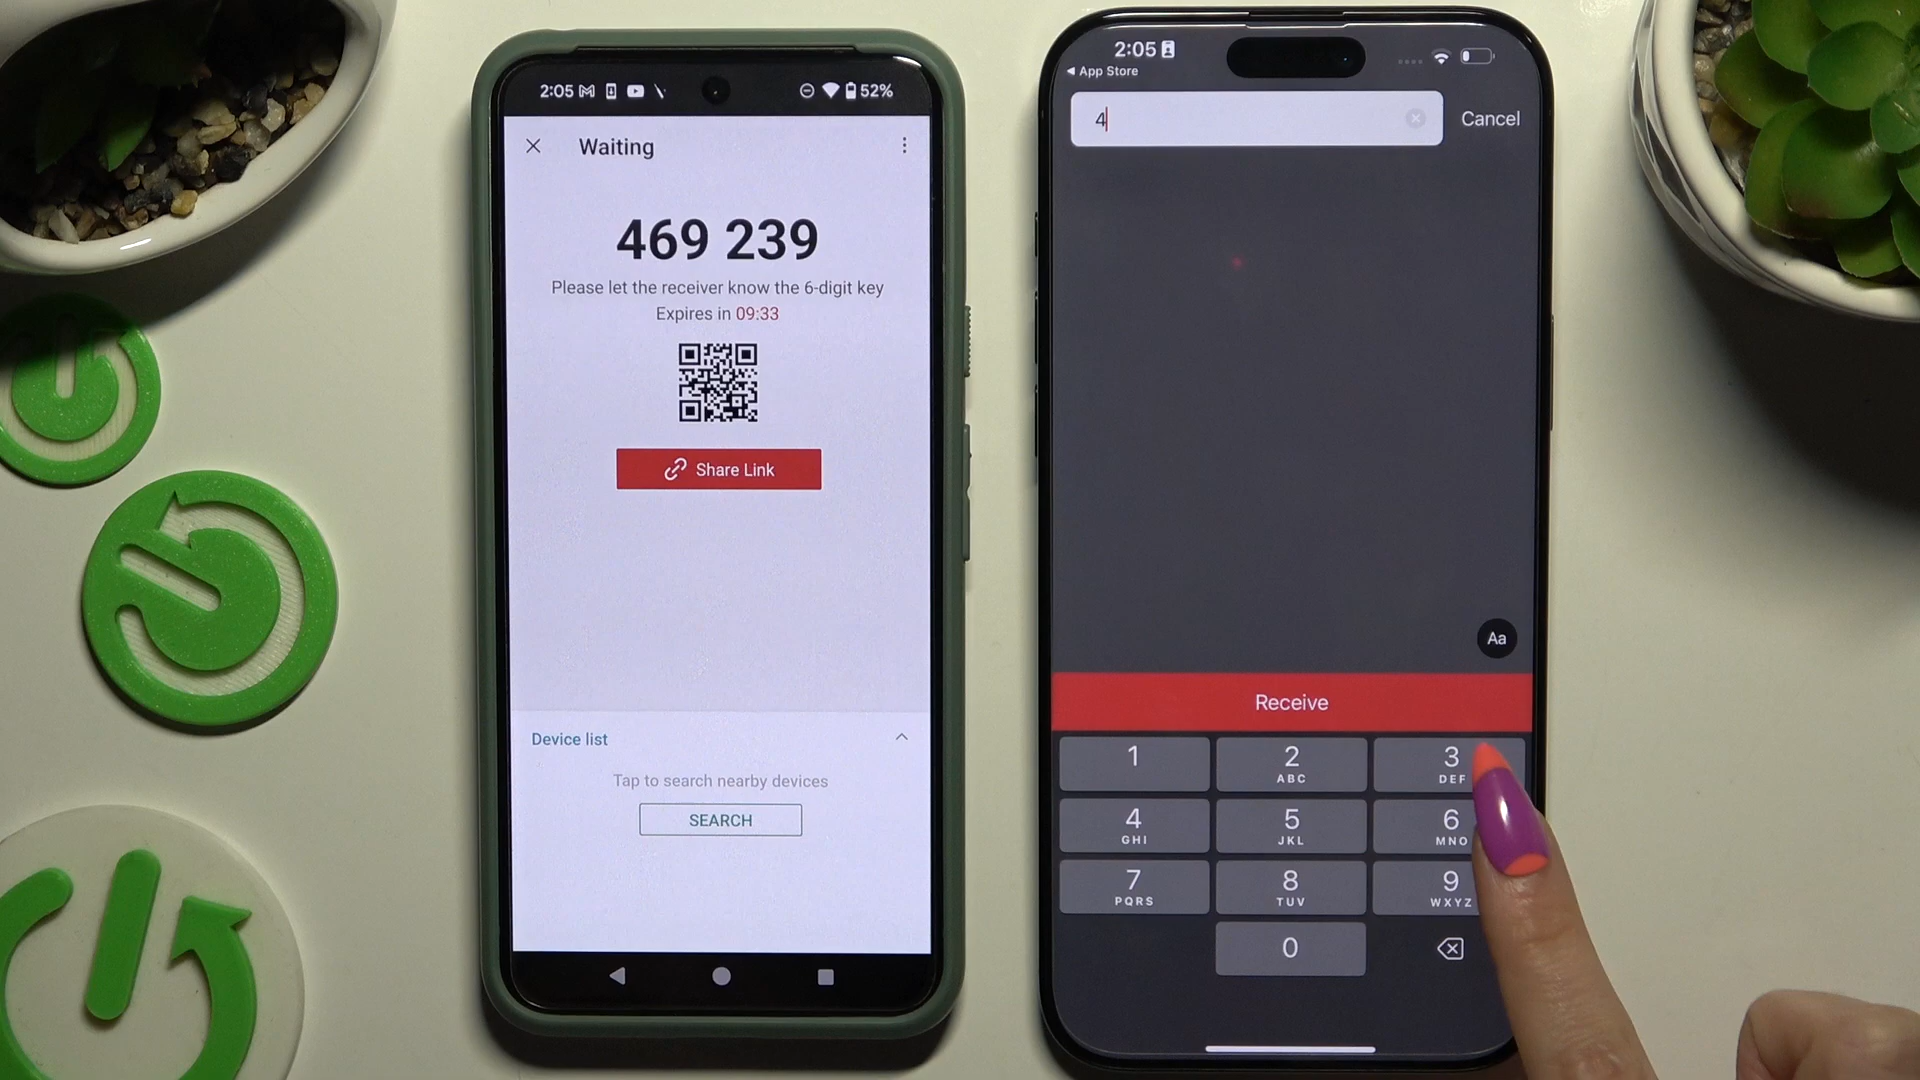 2:05 52%
Waiting
469 239
Please let the receiver know the 6-digit key
Expires in 09:33
Share Link
Device list
Tap to search nearby devices
SEARCH
2:05
App Store
4
Cancel
Aa
Receive
1
2 ABC
3 DEF
4 GHI
5 JKL
6 MNO
7 PQRS
8 TUV
9 WXYZ
0